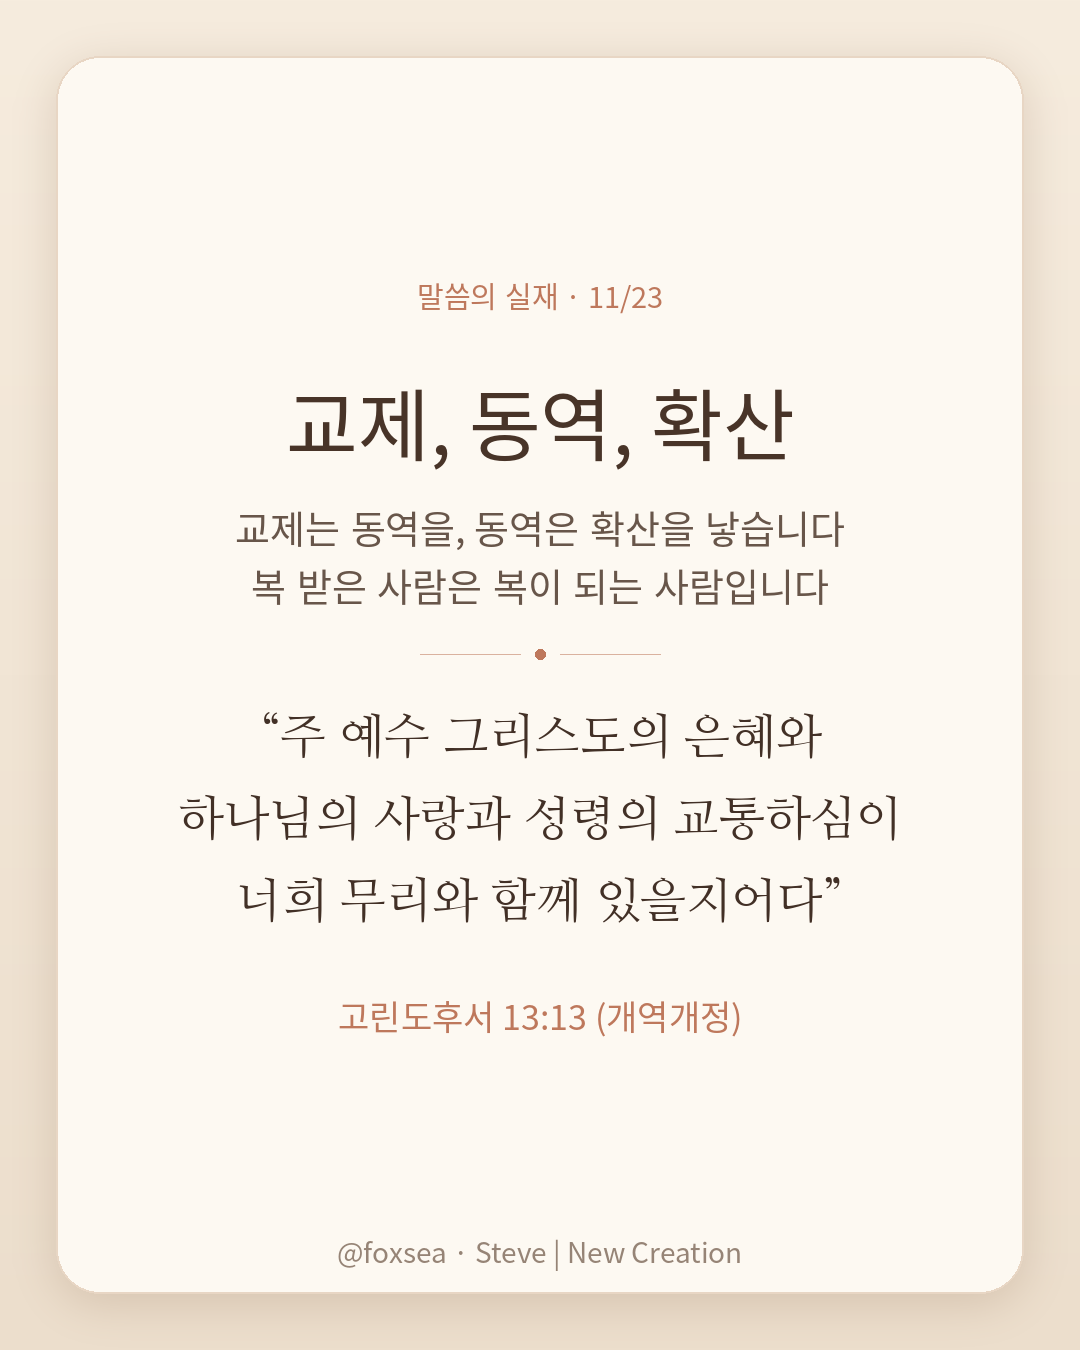 말씀의 실재 · 11/23
교제, 동역, 확산
교제는 동역을, 동역은 확산을 낳습니다
복 받은 사람은 복이 되는 사람입니다
“주 예수 그리스도의 은혜와
하나님의 사랑과 성령의 교통하심이
너희 무리와 함께 있을지어다”
고린도후서 13:13 (개역개정)
@foxsea · Steve | New Creation